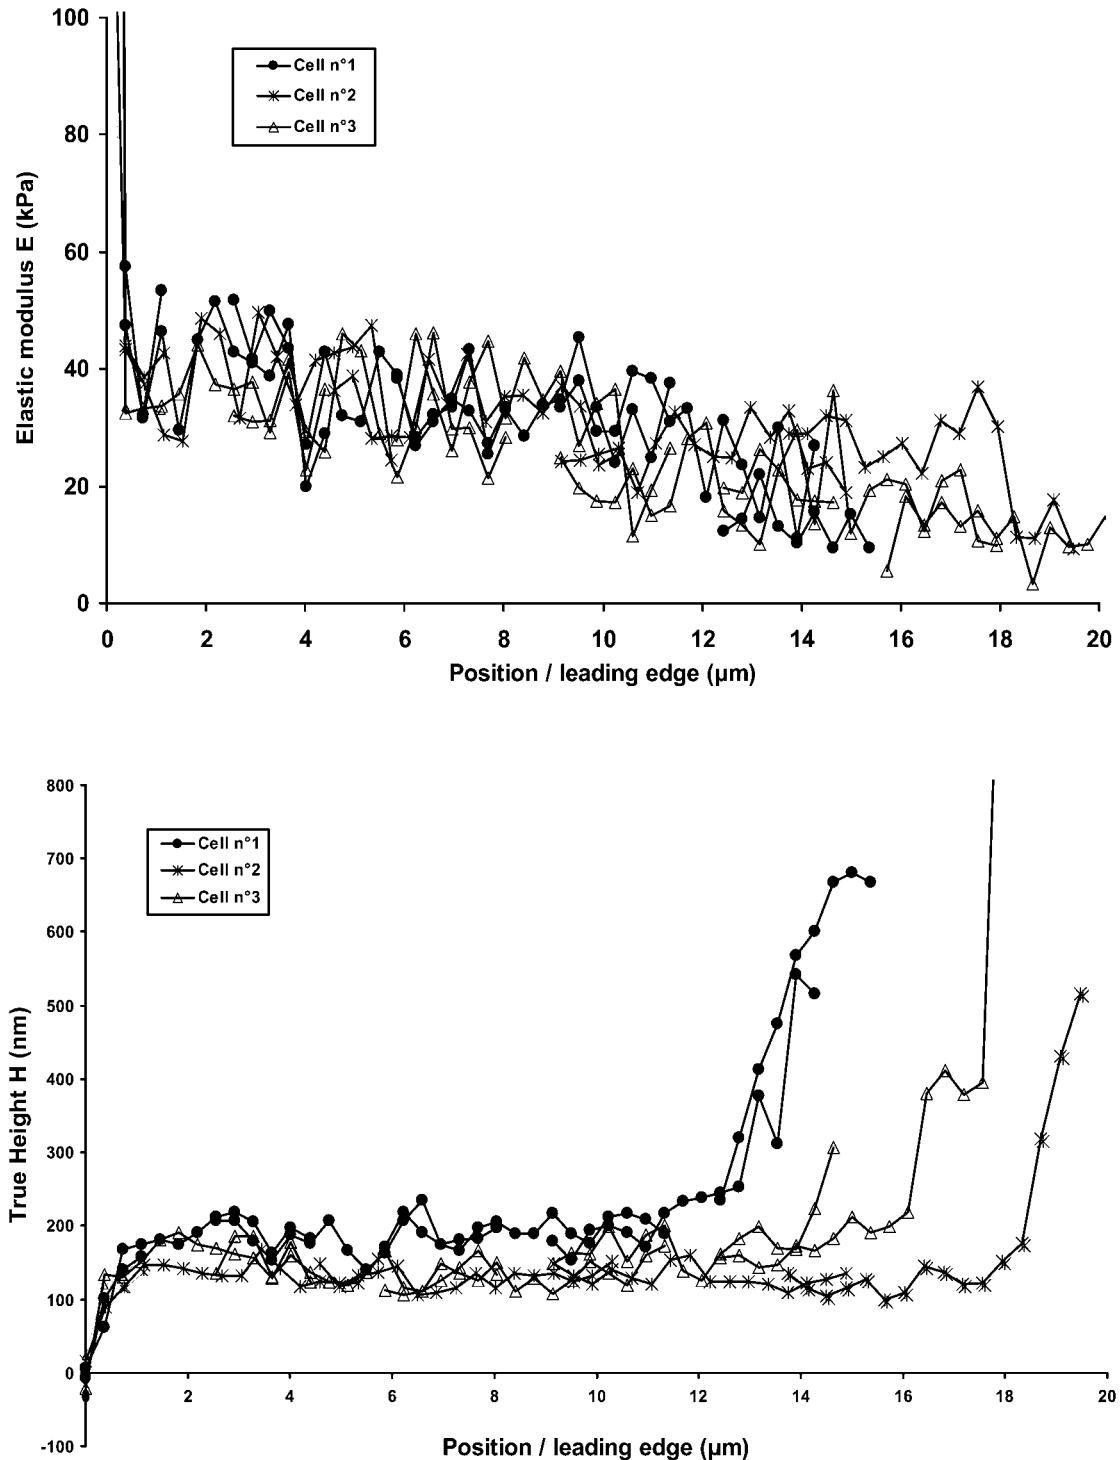 100
80
60
40
20
0
Elastic modulus E (kPa)
Cell n°1
Cell n°2
Cell n°3
0 2 4 6 8 10 12 14 16 18 20
Position / leading edge (µm)
800
700
600
500
400
300
200
100
0
-100
True Height H (nm)
Cell n°1
Cell n°2
Cell n°3
2 4 6 8 10 12 14 16 18 20
Position / leading edge (µm)